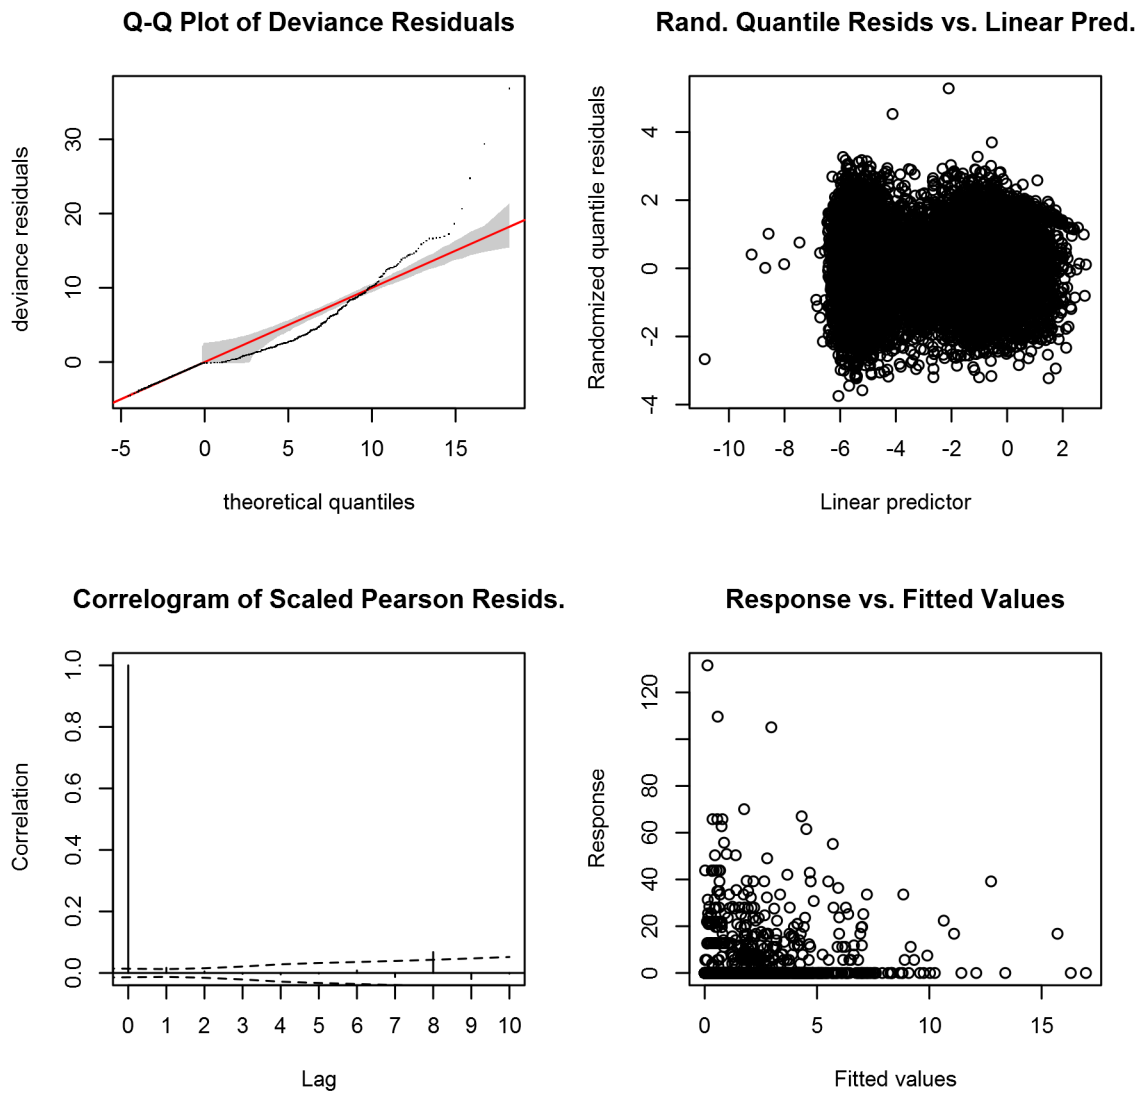 Q-Q Plot of Deviance Residuals
deviance residuals
30
20
10
0
-5 0 5 10 15
theoretical quantiles
Rand. Quantile Resids vs. Linear Pred.
Randomized quantile residuals
4
2
0
-2
-4
-10 -8 -6 -4 -2 0 2
Linear predictor
Correlogram of Scaled Pearson Resids.
Correlation
1.0
0.8
0.6
0.4
0.2
0.0
0 1 2 3 4 5 6 7 8 9 10
Lag
Response vs. Fitted Values
Response
120
80
60
40
20
0
0 5 10 15
Fitted values